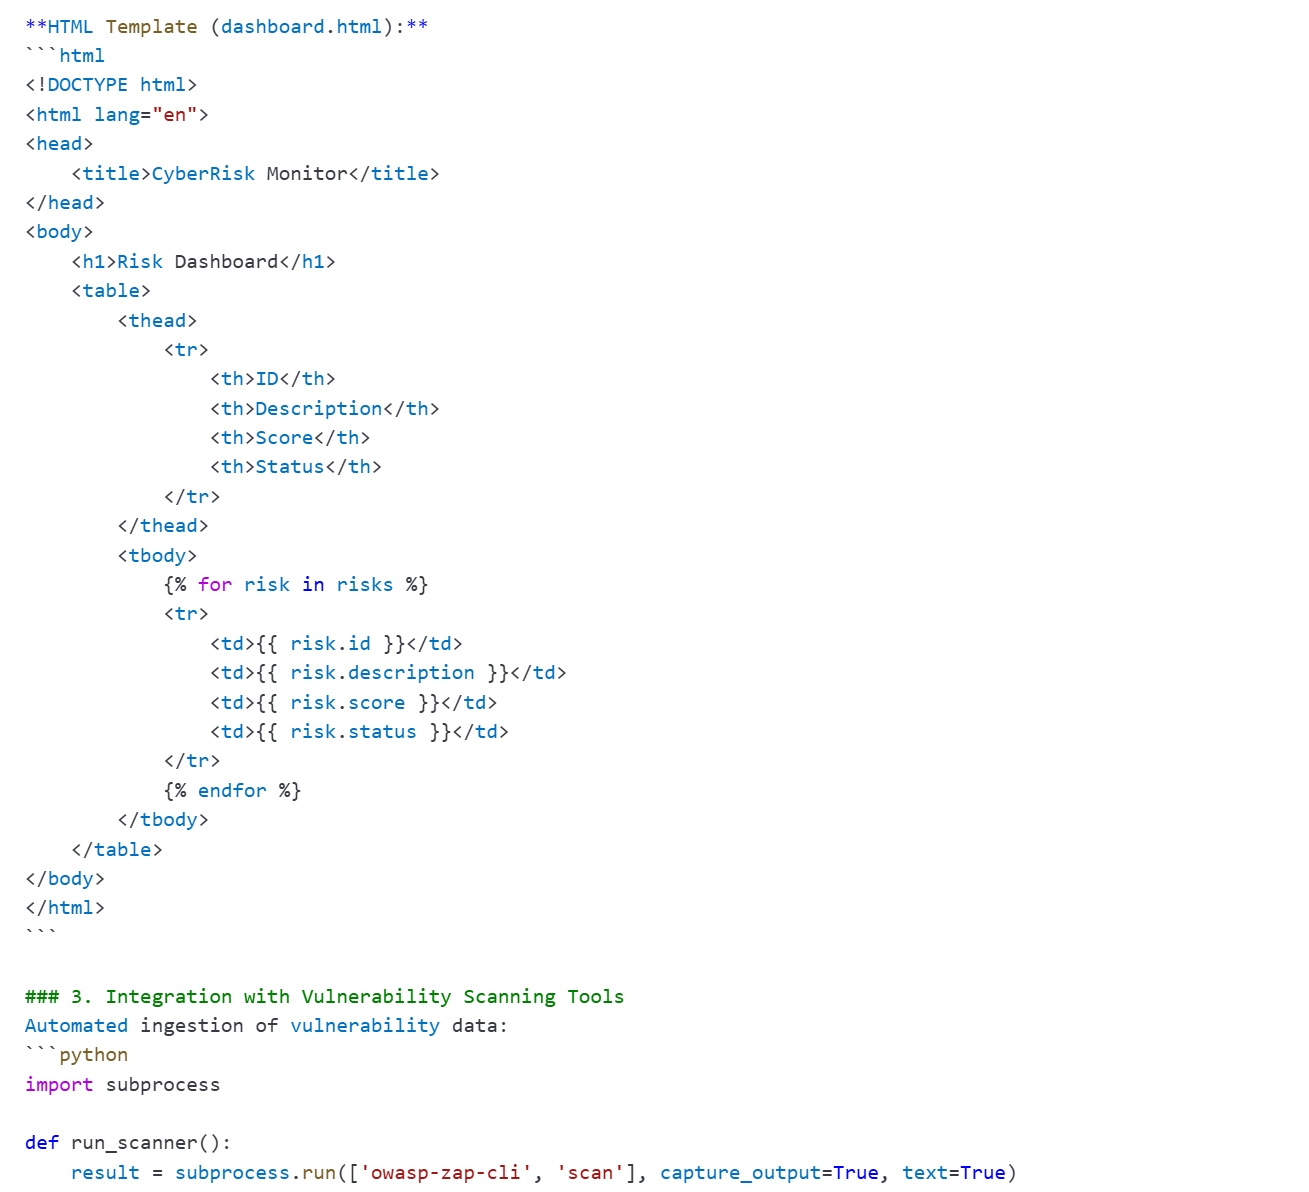 **HTML Template (dashboard.html):**
```html
<!DOCTYPE html>
<html lang="en">
<head>
    <title>CyberRisk Monitor</title>
</head>
<body>
    <h1>Risk Dashboard</h1>
    <table>
        <thead>
            <tr>
                <th>ID</th>
                <th>Description</th>
                <th>Score</th>
                <th>Status</th>
            </tr>
        </thead>
        <tbody>
            {% for risk in risks %}
            <tr>
                <td>{{ risk.id }}</td>
                <td>{{ risk.description }}</td>
                <td>{{ risk.score }}</td>
                <td>{{ risk.status }}</td>
            </tr>
            {% endfor %}
        </tbody>
    </table>
</body>
</html>
```

### 3. Integration with Vulnerability Scanning Tools
Automated ingestion of vulnerability data:
```python
import subprocess

def run_scanner():
    result = subprocess.run(['owasp-zap-cli', 'scan'], capture_output=True, text=True)